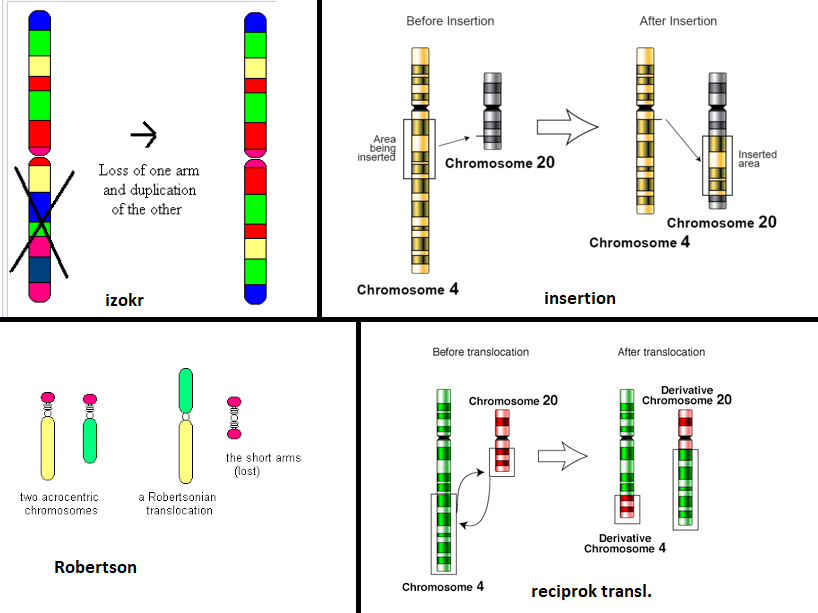 Loss of one arm
and duplication
of the other
izokr
Before Insertion
After Insertion
Area
being
inserted
Chromosome 20
Inserted
area
Chromosome 20
Chromosome 4
Chromosome 4
insertion
two acrocentric
chromosomes
a Robertsonian
translocation
the short arms
(lost)
Robertson
Before translocation
After translocation
Chromosome 20
Derivative
Chromosome 20
Derivative
Chromosome 4
Chromosome 4
reciprok transl.